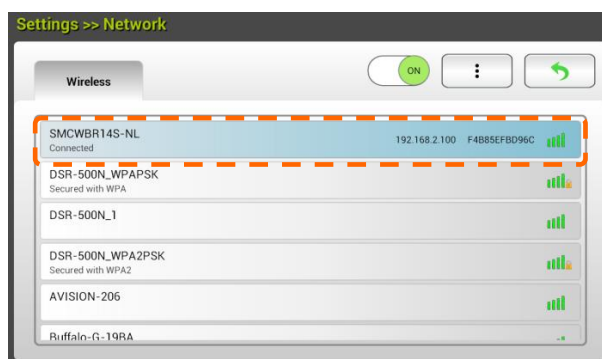 Settings >> Network
Wireless
ON
SMCWBR14S-NL 192.168.2.100 F4B85EFBD96C
Connected
DSR-500N_WPAPSK
Secured with WPA
DSR-500N_1
DSR-500N_WPA2PSK
Secured with WPA2
AVISION-206
Buffalo-G-19BA